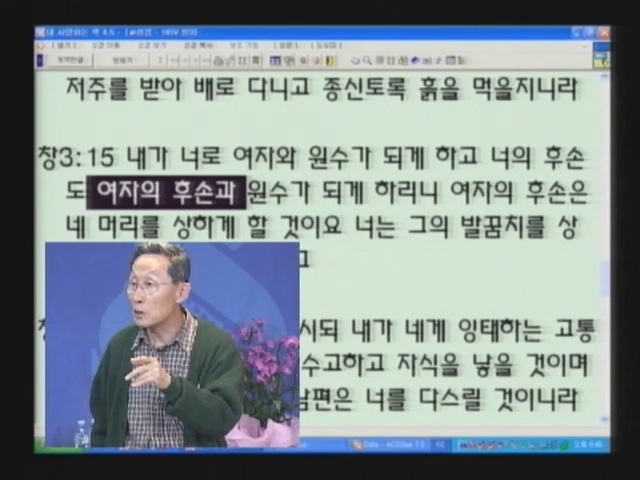 저주를 받아 배로 다니고 종신토록 흙을 먹을지니라
창3:15 내가 너로 여자와 원수가 되게 하고 너의 후손
도 여자의 후손과 원수가 되게 하리니 여자의 후손은
네 머리를 상하게 할 것이요 너는 그의 발꿈치를 상
시되 내가 네게 잉태하는 고통
수고하고 자식을 낳을 것이며
남편은 너를 다스릴 것이니라